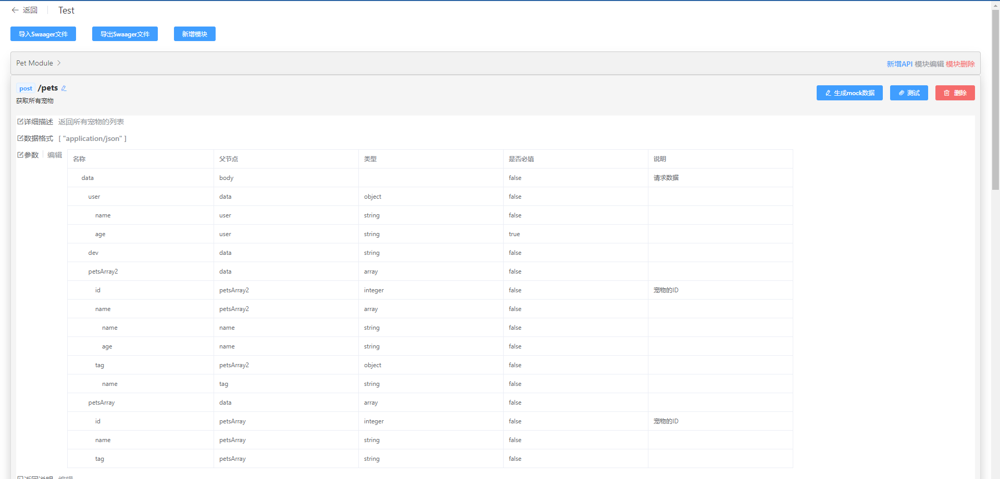 返回 Test
导入Swaager文件 导出Swaager文件 新增模块
Pet Module
新增API 模块编辑 模块删除
post /pets
生成mock数据 测试 删除
获取所有宠物
详细描述 返回所有宠物的列表
数据格式 [ "application/json" ]
参数 编辑
名称 父节点 类型 是否必填 说明
data body false 请求数据
user data object false
name user string false
age user string true
dev data string false
petsArray2 data array false
id petsArray2 integer false 宠物的ID
name petsArray2 array false
name name string false
age name string false
tag petsArray2 object false
name tag string false
petsArray data array false
id petsArray integer false 宠物的ID
name petsArray string false
tag petsArray string false
返回说明 编辑